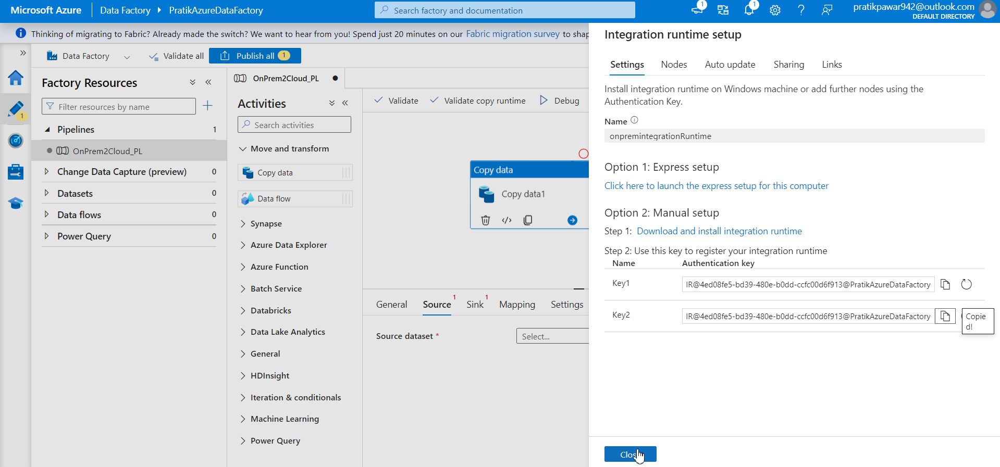 Microsoft Azure
Data Factory
PratikAzureDataFactory
Search factory and documentation
1
1
pratikpawar942@outlook.com
DEFAULT DIRECTORY
Thinking of migrating to Fabric? Already made the switch? We want to hear from you! Spend just 20 minutes on our Fabric migration survey to shap
Data Factory
Validate all
Publish all
1
1
Factory Resources
Filter resources by name
Pipelines
1
OnPrem2Cloud_PL
Change Data Capture (preview)
0
Datasets
0
Data flows
0
Power Query
0
OnPrem2Cloud_PL
Activities
Search activities
Move and transform
Copy data
Data flow
Synapse
Azure Data Explorer
Azure Function
Batch Service
Databricks
Data Lake Analytics
General
HDInsight
Iteration & conditionals
Machine Learning
Power Query
Validate
Validate copy runtime
Debug
Copy data
Copy data1
General
Source
1
Sink
1
Mapping
Settings
Source dataset *
Select...
Integration runtime setup
Settings
Nodes
Auto update
Sharing
Links
Install integration runtime on Windows machine or add further nodes using the
Authentication Key.
Name
onpremintegrationRuntime
Option 1: Express setup
Click here to launch the express setup for this computer
Option 2: Manual setup
Step 1: Download and install integration runtime
Step 2: Use this key to register your integration runtime
Name
Authentication key
Key1
IR@4ed08fe5-bd39-480e-b0dd-ccfc00d6f913@PratikAzureDataFactory
Key2
IR@4ed08fe5-bd39-480e-b0dd-ccfc00d6f913@PratikAzureDataFactory
Copie
d!
Clos